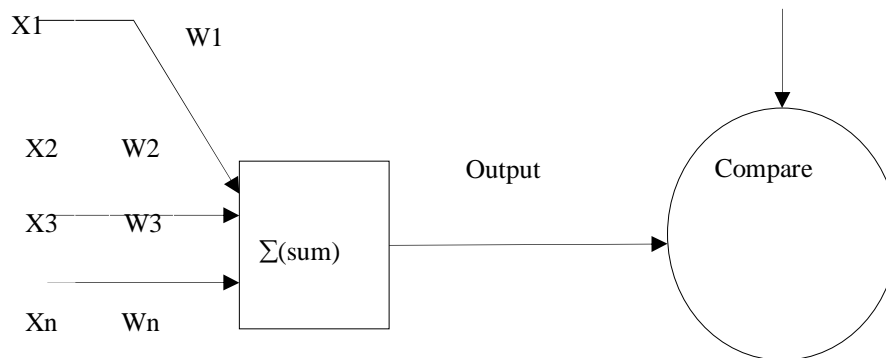 X1
W1
X2 W2
Output
Compare
X3 W3
∑(sum)
Xn Wn